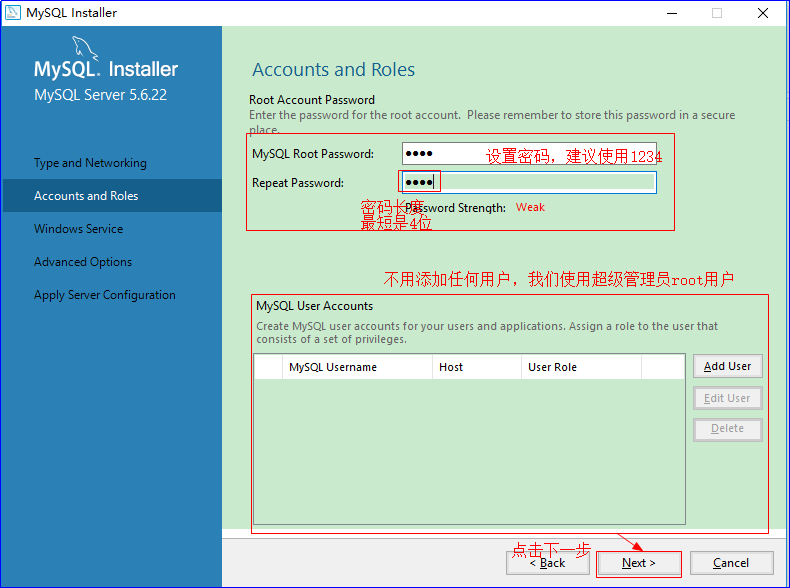 MySQL Installer
MySQL. Installer
MySQL Server 5.6.22
Type and Networking
Accounts and Roles
Windows Service
Advanced Options
Apply Server Configuration
Accounts and Roles
Root Account Password
Enter the password for the root account.  Please remember to store this password in a secure
place.
MySQL Root Password:
●●●●
设置密码，建议使用1234
Repeat Password:
●●●●
密码长度
最短是4位
Password Strength: Weak
不用添加任何用户，我们使用超级管理员root用户
MySQL User Accounts
Create MySQL user accounts for your users and applications. Assign a role to the user that
consists of a set of privileges.
MySQL Username Host User Role
Add User
Edit User
Delete
点击下一步
< Back Next > Cancel